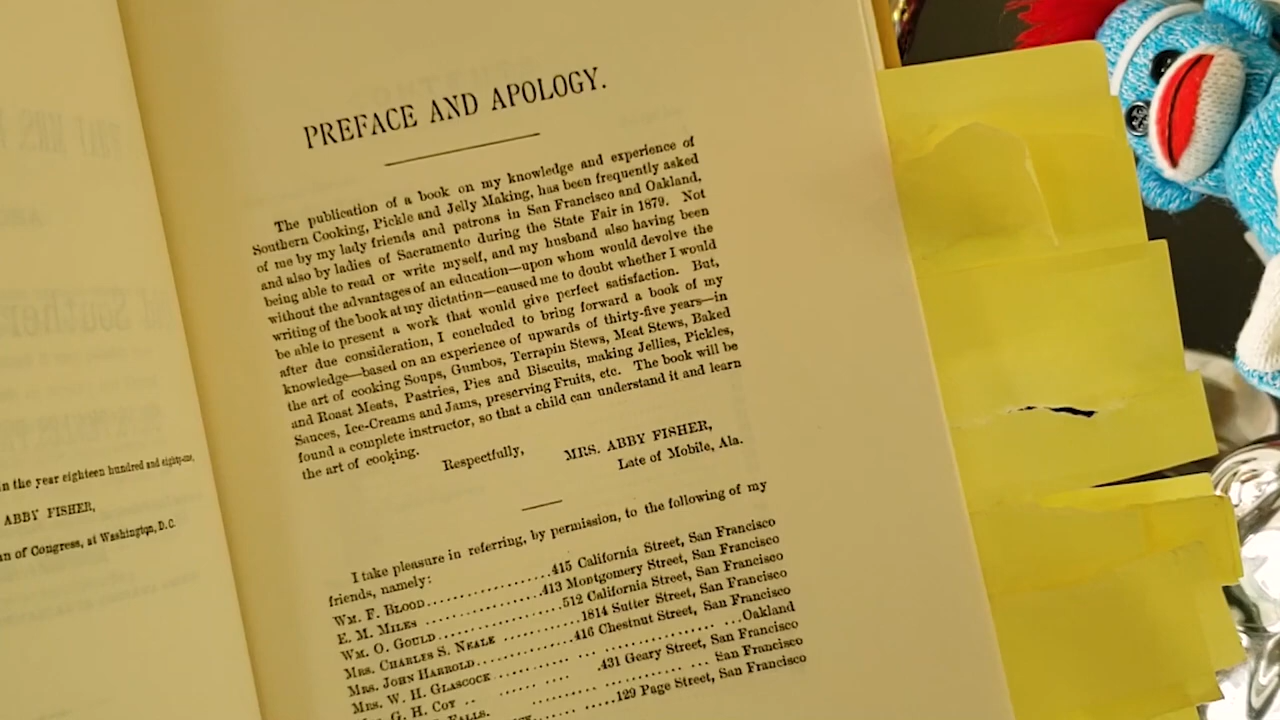 in the year eighteen hundred and eighty-one,
ABBY FISHER,
of Congress, at Washington, D.C.
PREFACE AND APOLOGY.
The publication of a book on my knowledge and experience of
Southern Cooking, Pickle and Jelly Making, has been frequently asked
of me by my lady friends and patrons in San Francisco and Oakland,
and also by ladies of Sacramento during the State Fair in 1879. Not
being able to read or write myself, and my husband also having been
without the advantages of an education—upon whom would devolve the
writing of the book at my dictation—caused me to doubt whether I would
be able to present a work that would give perfect satisfaction. But,
after due consideration, I concluded to bring forward a book of my
knowledge—based on an experience of upwards of thirty-five years—in
the art of cooking Soups, Gumbos, Terrapin Stews, Meat Stews, Baked
and Roast Meats, Pastries, Pies and Biscuits, making Jellies, Pickles,
Sauces, Ice-Creams and Jams, preserving Fruits, etc. The book will be
found a complete instructor, so that a child can understand it and learn
the art of cooking.
Respectfully,
MRS. ABBY FISHER,
Late of Mobile, Ala.
I take pleasure in referring, by permission, to the following of my
friends, namely:
WM. F. BLOOD..............415 California Street, San Francisco
E. M. MILES ..............413 Montgomery Street, San Francisco
WM. O. GOULD..............512 California Street, San Francisco
MRS. CHARLES S. NEALE ............1814 Sutter Street, San Francisco
MRS. JOHN HARROLD............416 Chestnut Street, San Francisco
MRS. W. H. GLASCOCK ..............Oakland
G. H. COY .. ...... .431 Geary Street, San Francisco
FALLS. .............. San Francisco
......129 Page Street, San Francisco